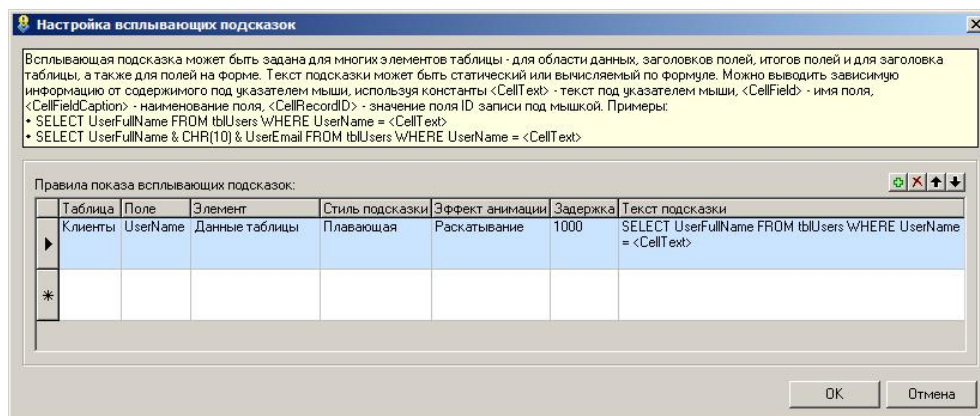 Настройка всплывающих подсказок
Всплывающая подсказка может быть задана для многих элементов таблицы - для области данных, заголовков полей, итогов полей и для заголовка
таблицы, а также для полей на форме. Текст подсказки может быть статический или вычисляемый по формуле. Можно выводить зависимую
информацию от содержимого под указателем мыши, используя константы <CellText> - текст под указателем мыши, <CellField> - имя поля,
<CellFieldCaption> - наименование поля, <CellRecordID> - значение поля ID записи под мышкой. Примеры:
• SELECT UserFullName FROM tblUsers WHERE UserName = <CellText>
• SELECT UserFullName & CHR(10) & UserEmail FROM tblUsers WHERE UserName = <CellText>
Правила показа всплывающих подсказок:
Таблица Поле Элемент Стиль подсказки Эффект анимации Задержка Текст подсказки
Клиенты UserName Данные таблицы Плавающая Раскатывание 1000 SELECT UserFullName FROM tblUsers WHERE UserName
= <CellText>
OK Отмена